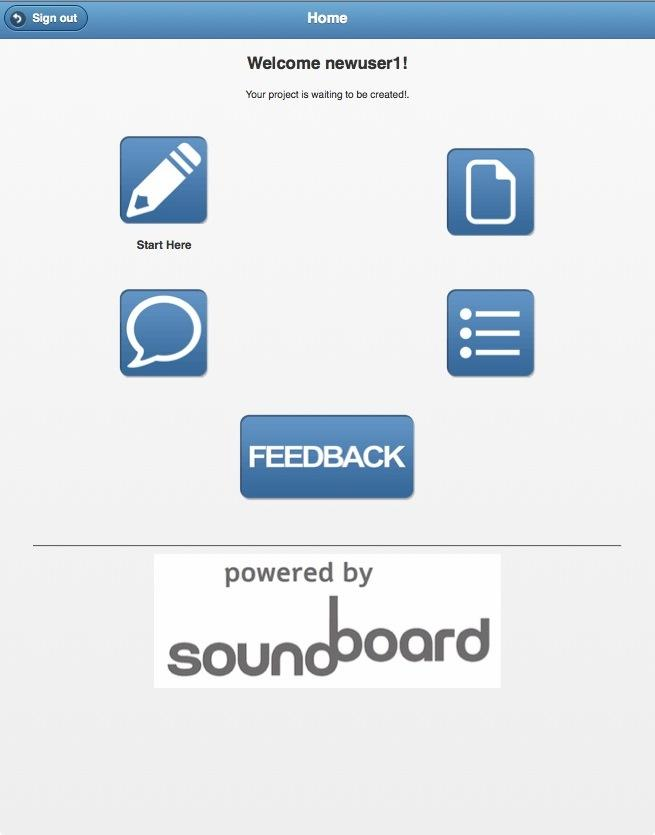 Sign out
Home
Welcome newuser1!
Your project is waiting to be created!.
Start Here
FEEDBACK
powered by
soundboard